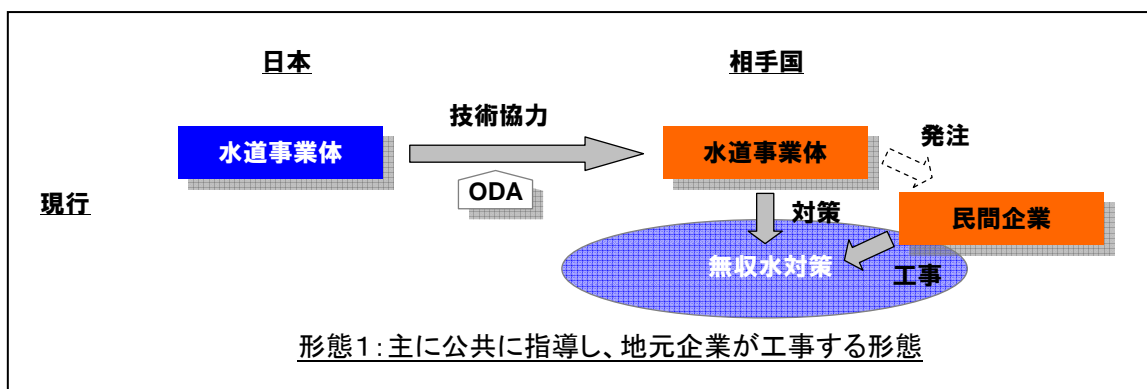 日本
相手国
技術協力
水道事業体
水道事業体
発注
ODA
現行
対策
民間企業
無収水対策
工事
形態1:主に公共に指導し、地元企業が工事する形態